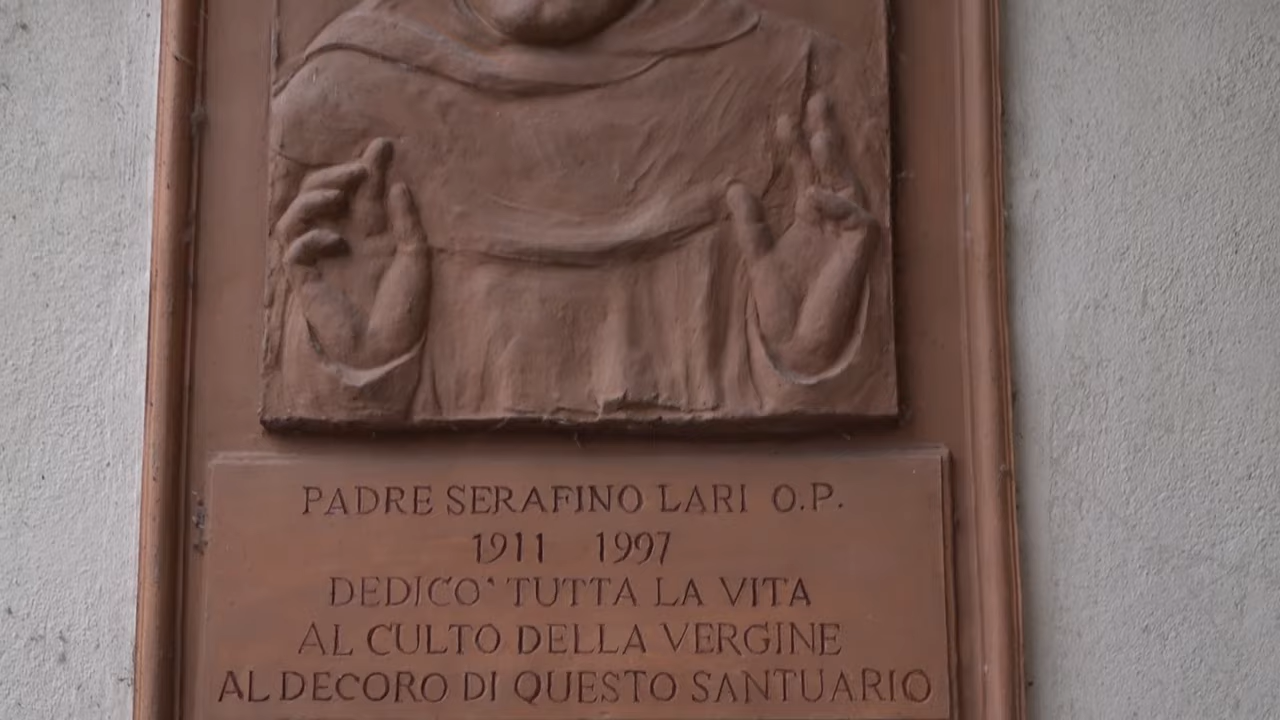 PADRE SERAFINO LARI O.P.
1911 1997
DEDICO' TUTTA LA VITA
AL CULTO DELLA VERGINE
AL DECORO DI QUESTO SANTUARIO